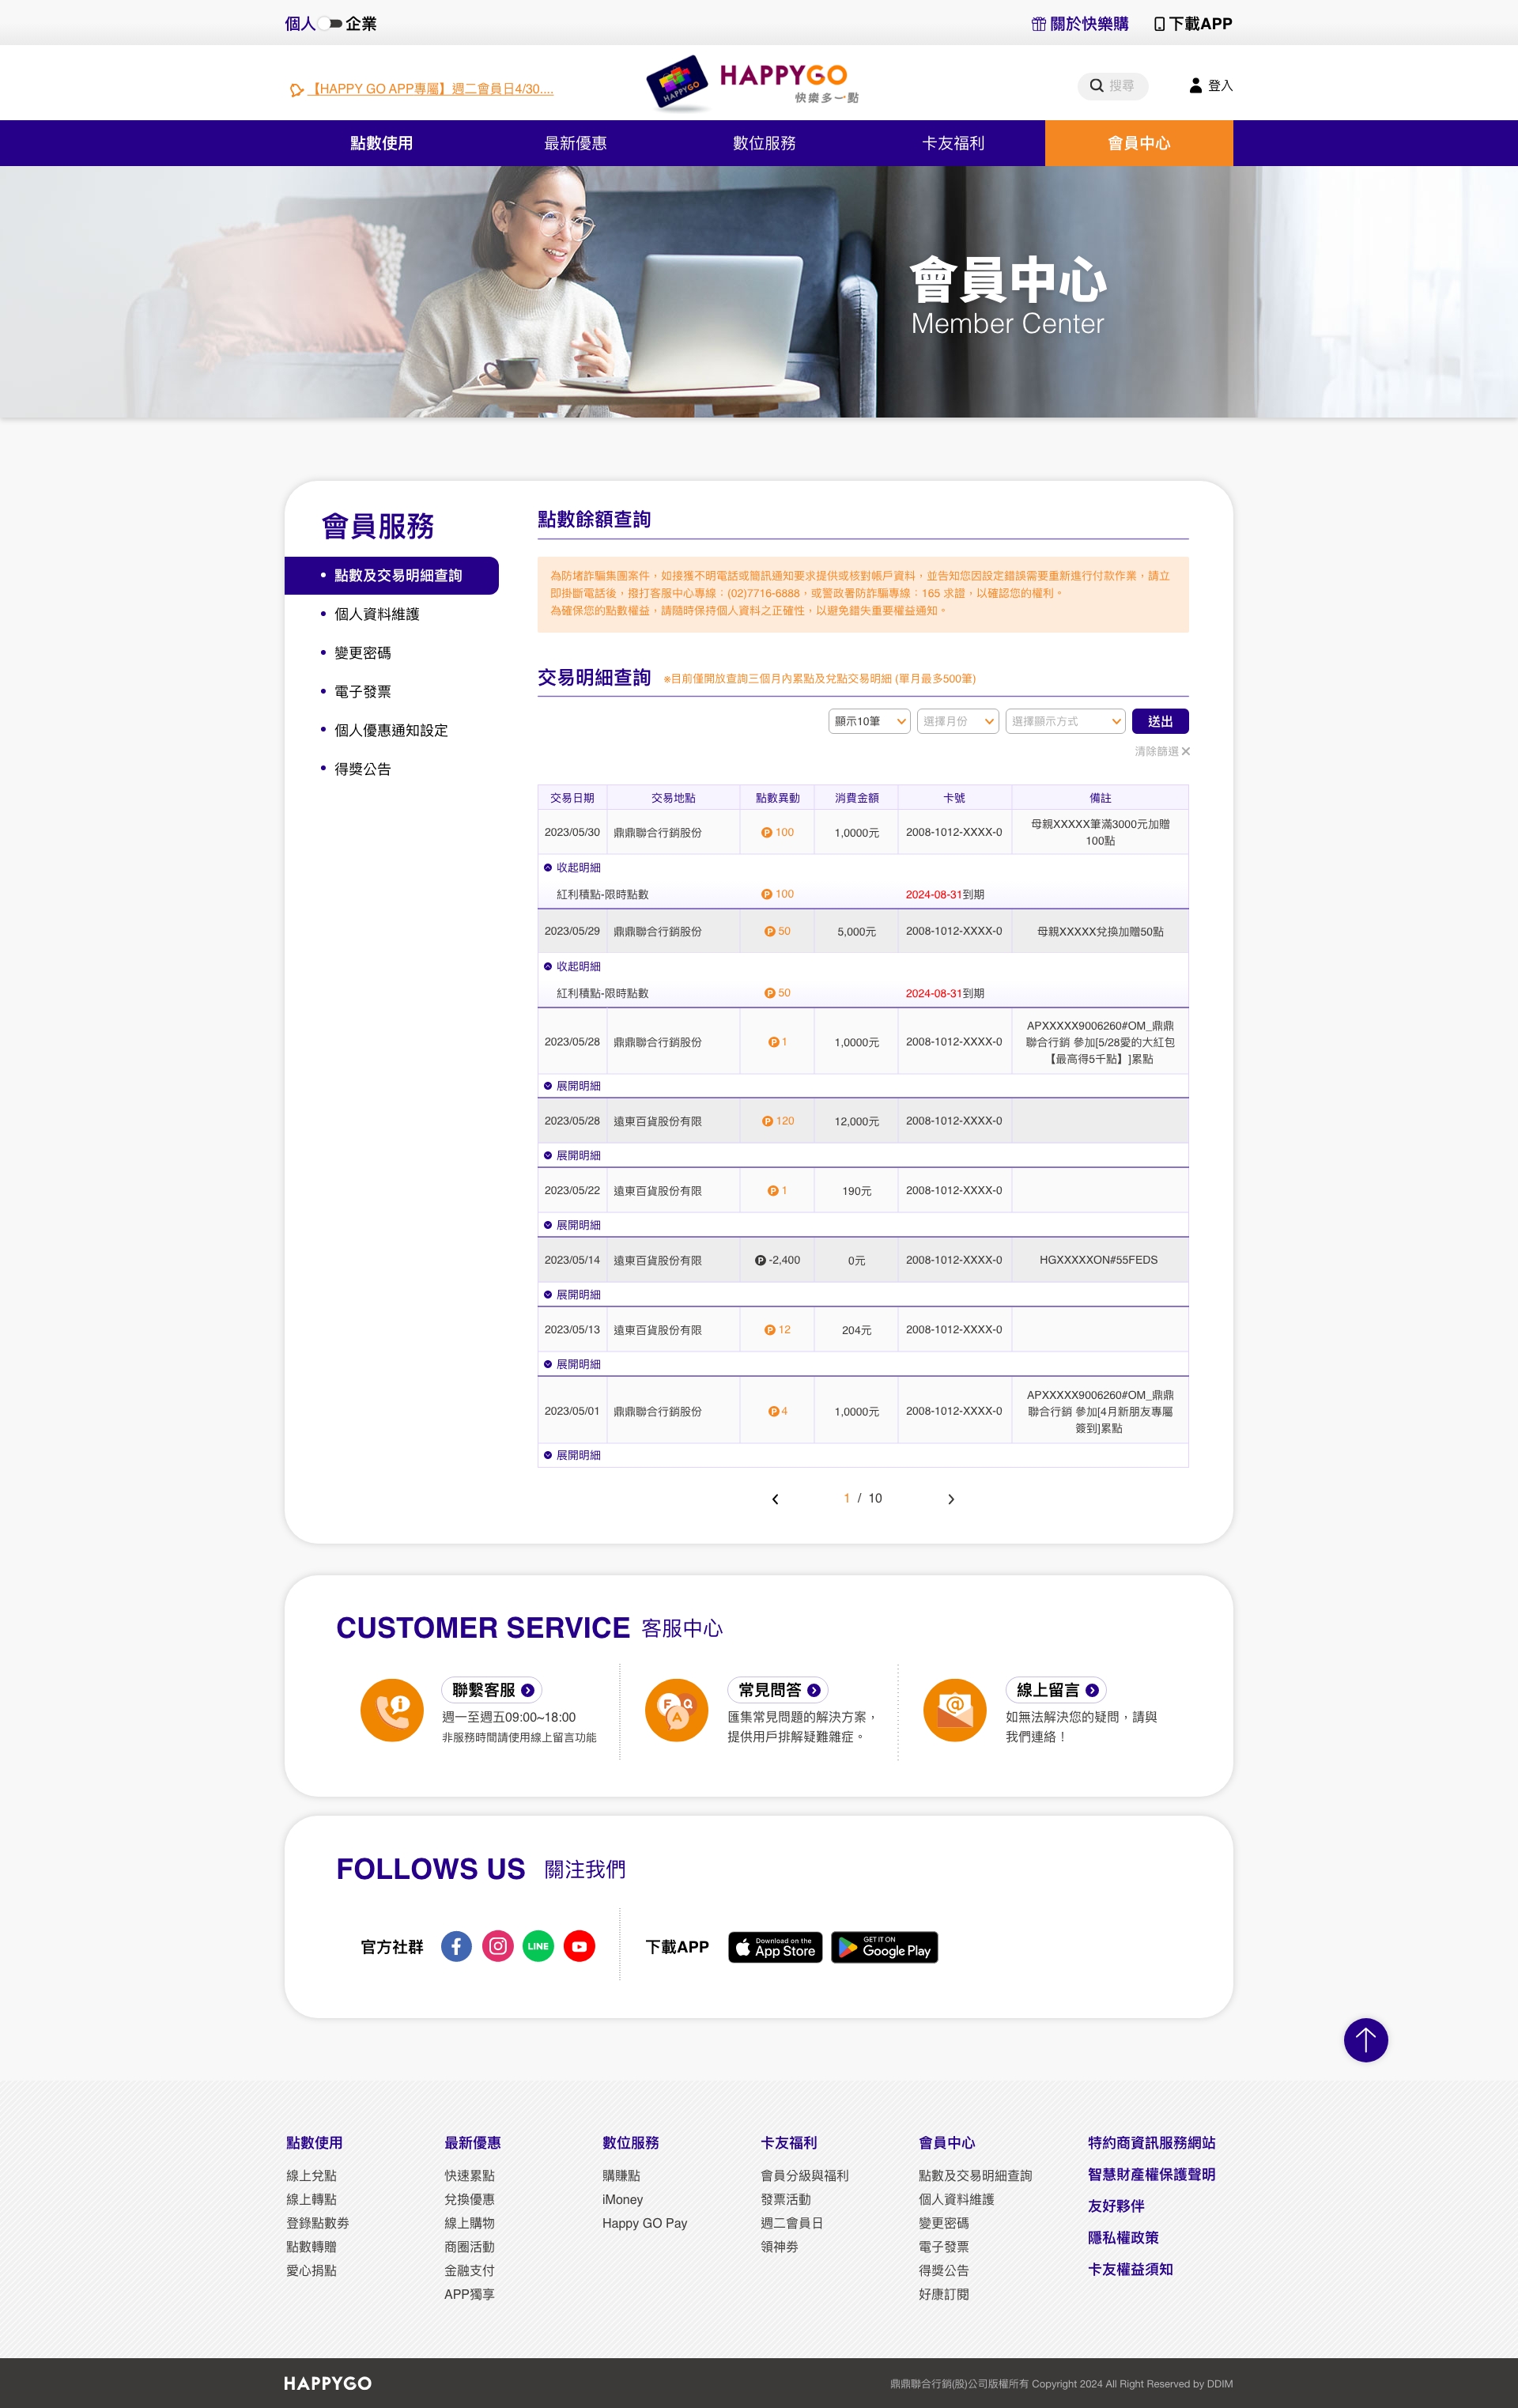 個人 企業
關於快樂購 下載APP
【HAPPY GO APP專屬】週二會員日4/30....
HAPPYGO
HAPPYGO
快樂多一點
搜尋
登入
點數使用 最新優惠 數位服務 卡友福利 會員中心
會員中心
Member Center
會員服務
點數及交易明細查詢
個人資料維護
變更密碼
電子發票
個人優惠通知設定
得獎公告
點數餘額查詢
為防堵詐騙集團案件，如接獲不明電話或簡訊通知要求提供或核對帳戶資料，並告知您因設定錯誤需要重新進行付款作業，請立
即掛斷電話後，撥打客服中心專線：(02)7716-6888，或警政署防詐騙專線：165 求證，以確認您的權利。
為確保您的點數權益，請隨時保持個人資料之正確性，以避免錯失重要權益通知。
交易明細查詢 ※目前僅開放查詢三個月內累點及兌點交易明細 (單月最多500筆)
顯示10筆 選擇月份 選擇顯示方式 送出
清除篩選
交易日期 交易地點 點數異動 消費金額 卡號 備註
2023/05/30 鼎鼎聯合行銷股份 P 100 1,0000元 2008-1012-XXXX-0 母親XXXXX筆滿3000元加贈
100點
收起明細
紅利積點-限時點數 P 100 2024-08-31到期
2023/05/29 鼎鼎聯合行銷股份 P 50 5,000元 2008-1012-XXXX-0 母親XXXXX兌換加贈50點
收起明細
紅利積點-限時點數 P 50 2024-08-31到期
2023/05/28 鼎鼎聯合行銷股份 P 1 1,0000元 2008-1012-XXXX-0 APXXXXX9006260#OM_鼎鼎
聯合行銷 參加[5/28愛的大紅包
【最高得5千點】]累點
展開明細
2023/05/28 遠東百貨股份有限 P 120 12,000元 2008-1012-XXXX-0
展開明細
2023/05/22 遠東百貨股份有限 P 1 190元 2008-1012-XXXX-0
展開明細
2023/05/14 遠東百貨股份有限 P -2,400 0元 2008-1012-XXXX-0 HGXXXXXON#55FEDS
展開明細
2023/05/13 遠東百貨股份有限 P 12 204元 2008-1012-XXXX-0
展開明細
2023/05/01 鼎鼎聯合行銷股份 P 4 1,0000元 2008-1012-XXXX-0 APXXXXX9006260#OM_鼎鼎
聯合行銷 參加[4月新朋友專屬
簽到]累點
展開明細
1 / 10
CUSTOMER SERVICE 客服中心
聯繫客服
週一至週五09:00~18:00
非服務時間請使用線上留言功能
F Q A
常見問答
匯集常見問題的解決方案，
提供用戶排解疑難雜症。
線上留言
如無法解決您的疑問，請與
我們連絡！
FOLLOWS US 關注我們
官方社群 LINE
下載APP
Download on the
App Store
GET IT ON
Google Play
點數使用
線上兌點
線上轉點
登錄點數券
點數轉贈
愛心捐點
最新優惠
快速累點
兌換優惠
線上購物
商圈活動
金融支付
APP獨享
數位服務
購賺點
iMoney
Happy GO Pay
卡友福利
會員分級與福利
發票活動
週二會員日
領神券
會員中心
點數及交易明細查詢
個人資料維護
變更密碼
電子發票
得獎公告
好康訂閱
特約商資訊服務網站
智慧財產權保護聲明
友好夥伴
隱私權政策
卡友權益須知
HAPPYGO
鼎鼎聯合行銷(股)公司版權所有 Copyright 2024 All Right Reserved by DDIM